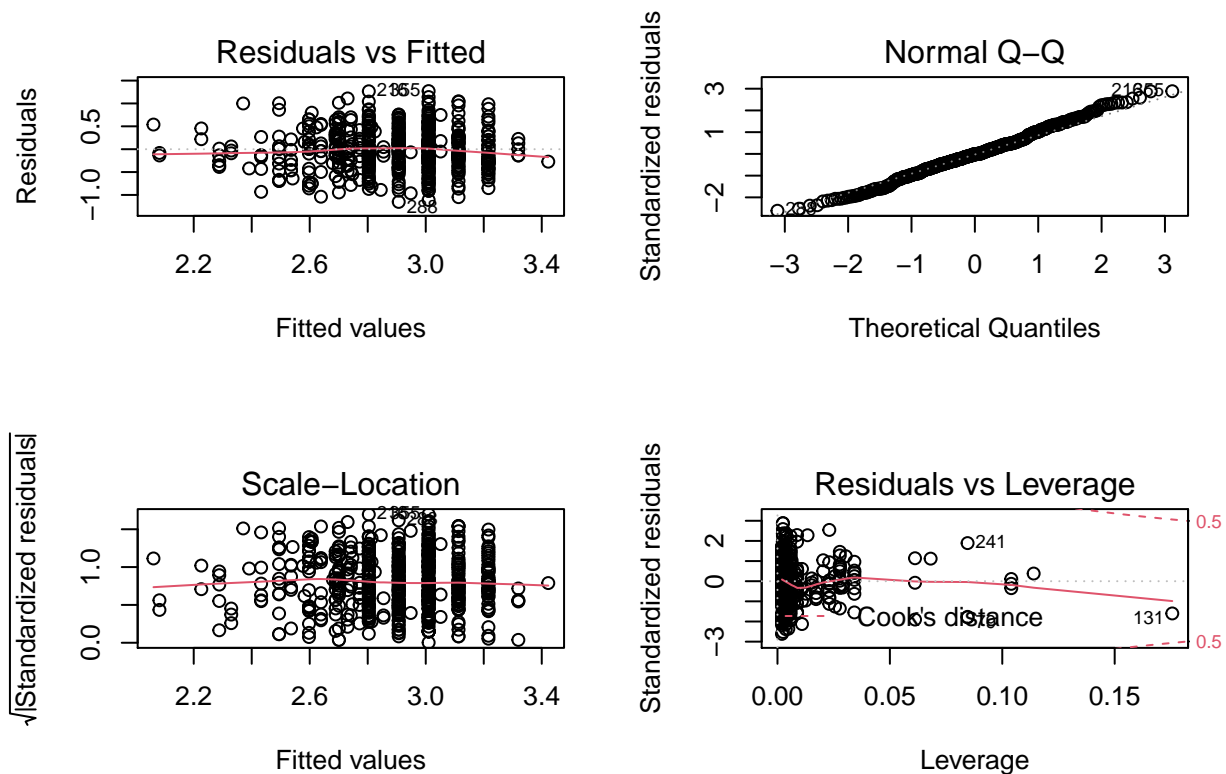 Residuals vs Fitted
Residuals
0.5
−1.0
2.2
2.6
3.0
3.4
Fitted values
288
Normal Q−Q
Standardized residuals
3
1
−2
−3
−2
−1
0
1
2
3
Theoretical Quantiles
Scale−Location
√|Standardized residuals|
1.0
0.0
2.2
2.6
3.0
3.4
Fitted values
Residuals vs Leverage
Standardized residuals
2
0
−3
0.00
0.05
0.10
0.15
Leverage
241
131
Cook's distance
0.5
0.5